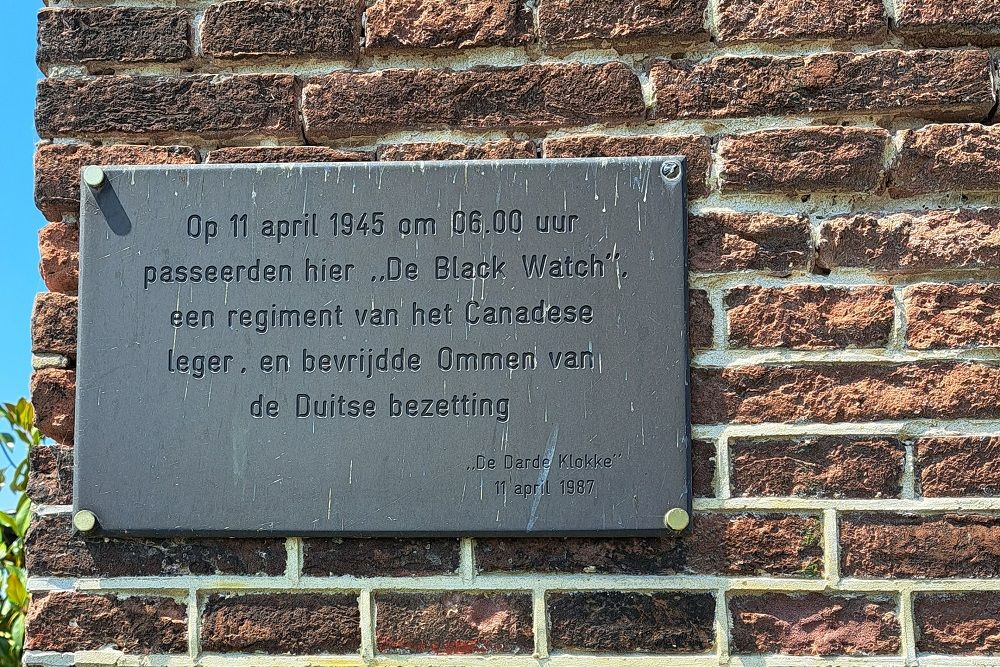 Op 11 april 1945 om 06.00 uur
passeerden hier „De Black Watch”,
een regiment van het Canadese
leger, en bevrijdde Ommen van
de Duitse bezetting
„De Darde Klokke”
11 april 1987